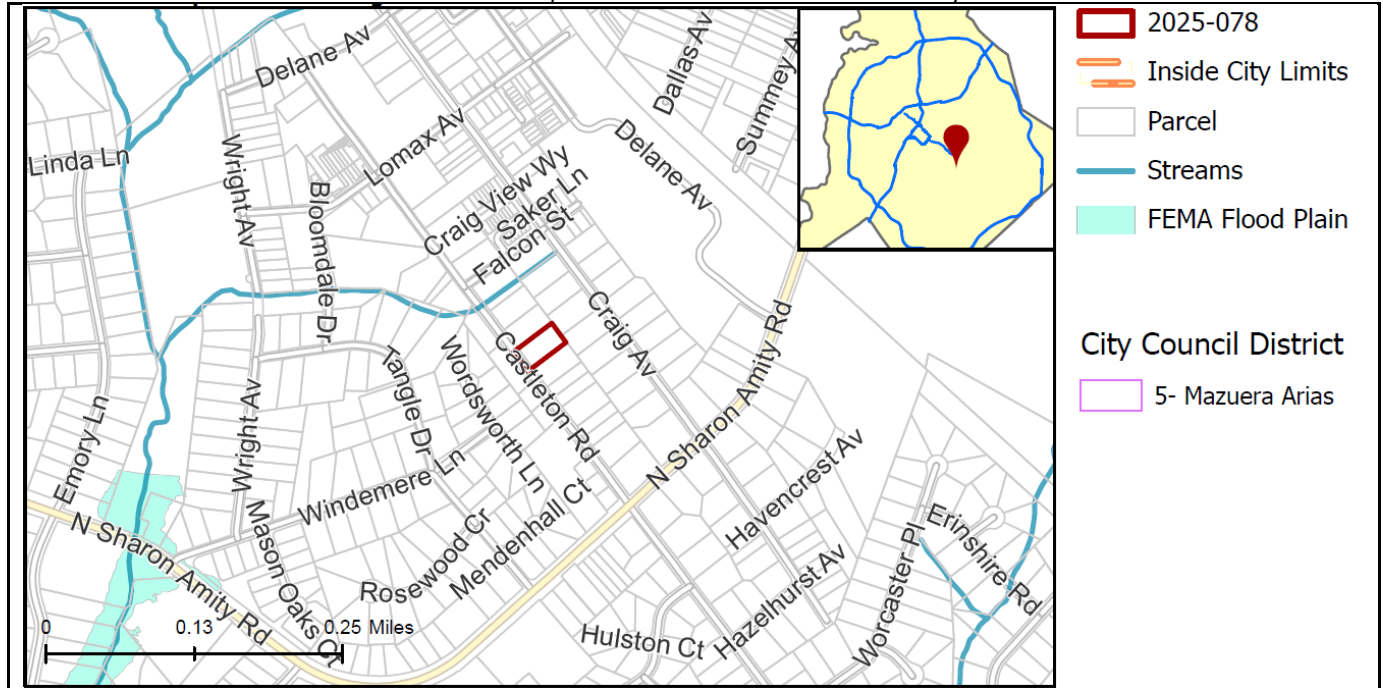 Delane Av
Dallas Av
Summey Av
Linda Ln
Wright Av
Bloomdale Dr
Lomax Av
Craig View Wy
Saker Ln
Falcon St
Delane Av
Craig Av
Castleton Rd
Wordsworth Ln
Tangle Dr
N Sharon Amity Rd
Emory Ln
Wright Av
Windemere Ln
Mason Oaks Ct
Rosewood Cr
Mendenhall Ct
Havencrest Av
Hazelhurst Av
Worcaster Pl
Erinshire Rd
N Sharon Amity Rd
Hulston Ct
0 0.13 0.25 Miles
2025-078
Inside City Limits
Parcel
Streams
FEMA Flood Plain
City Council District
5- Mazuera Arias